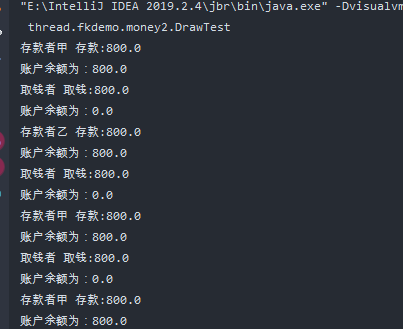 "E:\IntelliJ IDEA 2019.2.4\jbr\bin\java.exe" -Dvisualvm
thread.fkdemo.money2.DrawTest
存款者甲 存款:800.0
账户余额为：800.0
取钱者 取钱:800.0
账户余额为：0.0
存款者乙 存款:800.0
账户余额为：800.0
取钱者 取钱:800.0
账户余额为：0.0
存款者甲 存款:800.0
账户余额为：800.0
取钱者 取钱:800.0
账户余额为：0.0
存款者甲 存款:800.0
账户余额为：800.0